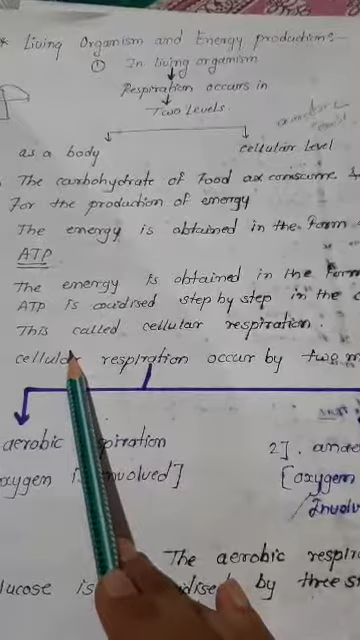 * Living Organism and Energy productions:-
① In living organism
Respiration occurs in
Two Levels
as a body
cellular Level
The carbohydrate of Food are consume
For the production of energy
The energy is obtained in the form
ATP
The energy is obtained in the form
ATP is oxidised step by step in the
This called cellular respiration.
cellular respiration occur by two
aerobic
oxygen
2]. anae
[oxygen
Involv
The aerobic respir
lucose is
by three s